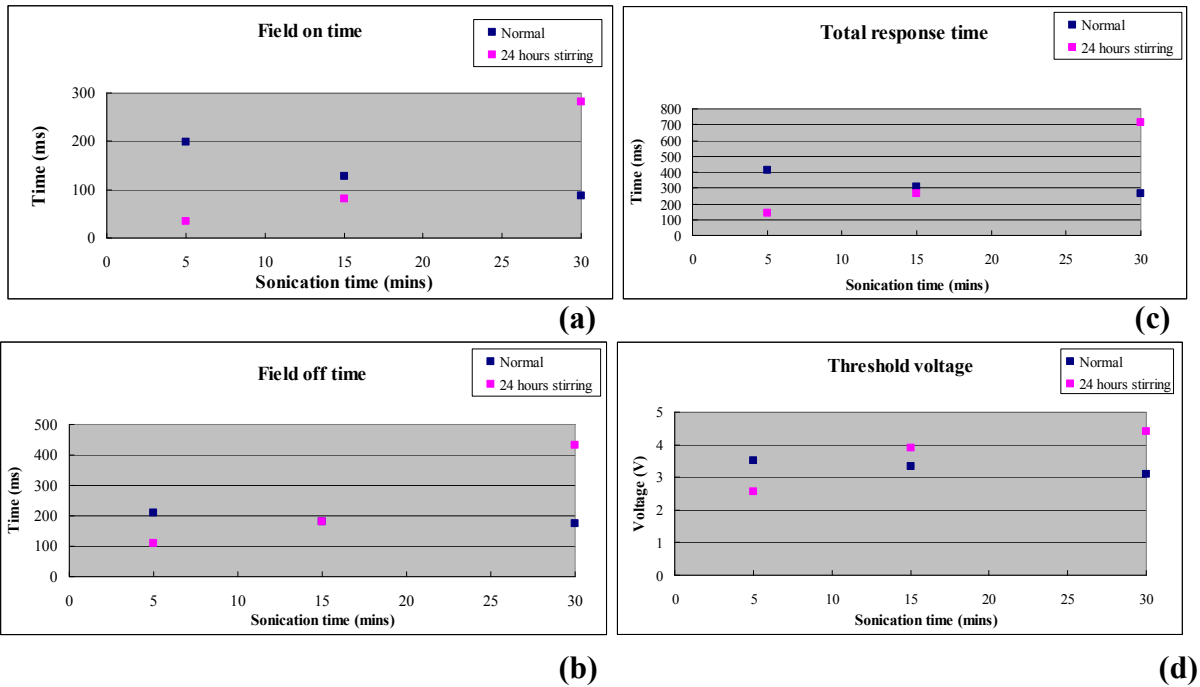 Field on time
Normal
24 hours stirring
Time (ms)
300
200
100
0
0 5 10 15 20 25 30
Sonication time (mins)
(a)
Total response time
Normal
24 hours stirring
Time (ms)
800
700
600
500
400
300
200
100
0
0 5 10 15 20 25 30
Sonication time (mins)
(c)
Field off time
Normal
24 hours stirring
Time (ms)
500
400
300
200
100
0
0 5 10 15 20 25 30
Sonication time (mins)
(b)
Threshold voltage
Normal
24 hours stirring
Voltage (V)
5
4
3
2
1
0
0 5 10 15 20 25 30
Sonication time (mins)
(d)